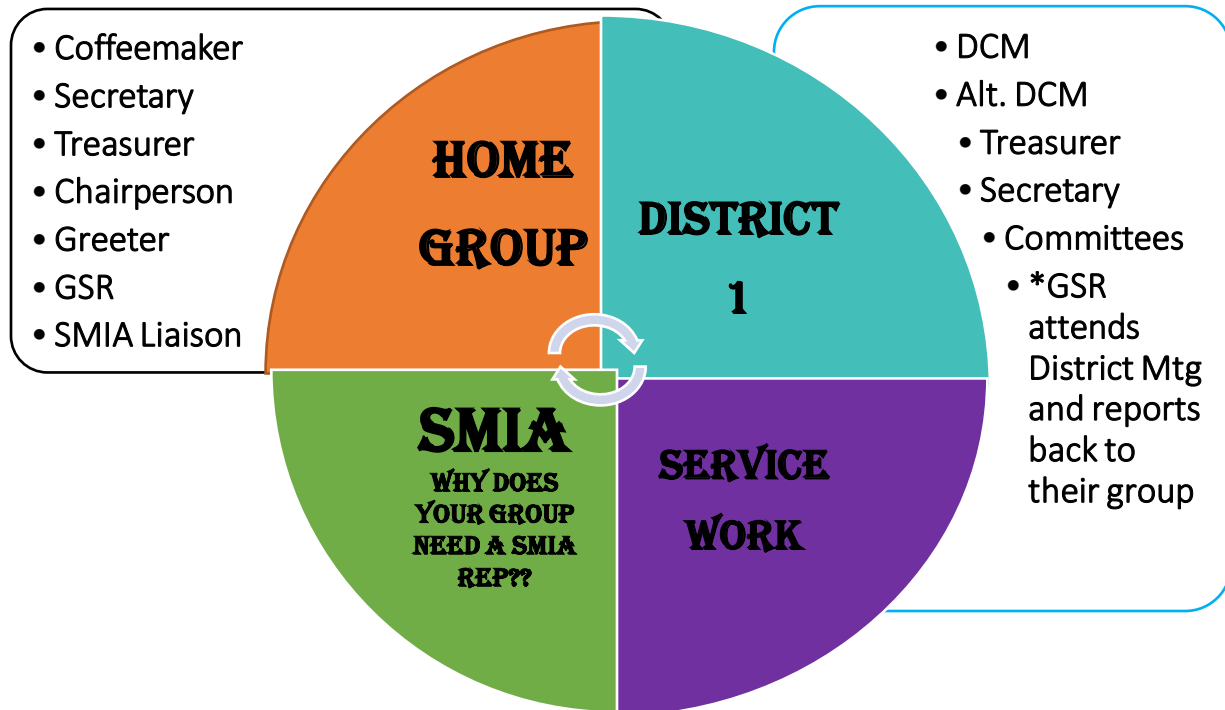 • Coffeemaker
• Secretary
• Treasurer
• Chairperson
• Greeter
• GSR
• SMIA Liaison
HOME
GROUP
DISTRICT
1
• DCM
• Alt. DCM
• Treasurer
• Secretary
• Committees
• *GSR
attends
District Mtg
and reports
back to
their group
SMIA
WHY DOES
YOUR GROUP
NEED A SMIA
REP??
SERVICE
WORK